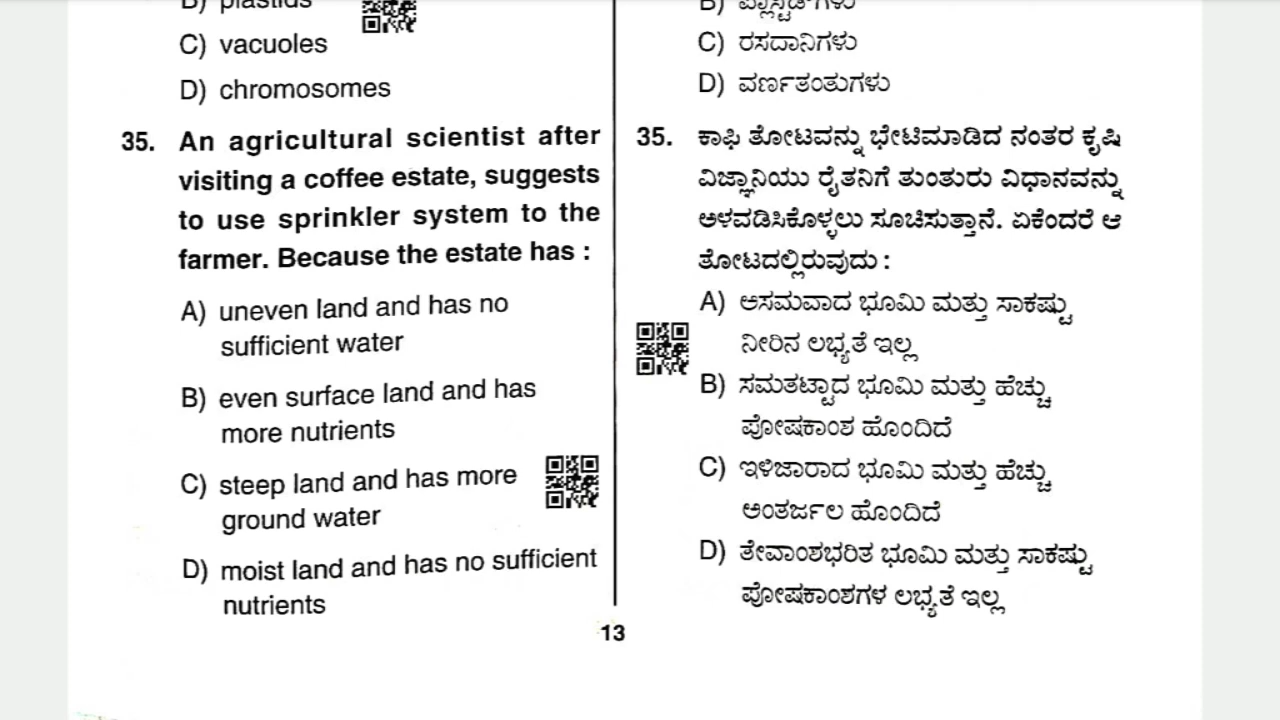 B) plastids
C) vacuoles
D) chromosomes
35. An agricultural scientist after
visiting a coffee estate, suggests
to use sprinkler system to the
farmer. Because the estate has :
A) uneven land and has no
sufficient water
B) even surface land and has
more nutrients
C) steep land and has more
ground water
D) moist land and has no sufficient
nutrients
B) ಪ್ಲಾಸ್ಟಿಡ್‌ಗಳು
C) ರಸದಾನಿಗಳು
D) ವರ್ಣತಂತುಗಳು
35. ಕಾಫಿ ತೋಟವನ್ನು ಭೇಟಿಮಾಡಿದ ನಂತರ ಕೃಷಿ
ವಿಜ್ಞಾನಿಯು ರೈತನಿಗೆ ತುಂತುರು ವಿಧಾನವನ್ನು
ಅಳವಡಿಸಿಕೊಳ್ಳಲು ಸೂಚಿಸುತ್ತಾನೆ. ಏಕೆಂದರೆ ಆ
ತೋಟದಲ್ಲಿರುವುದು :
A) ಅಸಮವಾದ ಭೂಮಿ ಮತ್ತು ಸಾಕಷ್ಟು
ನೀರಿನ ಲಭ್ಯತೆ ಇಲ್ಲ
B) ಸಮತಟ್ಟಾದ ಭೂಮಿ ಮತ್ತು ಹೆಚ್ಚು
ಪೋಷಕಾಂಶ ಹೊಂದಿದೆ
C) ಇಳಿಜಾರಾದ ಭೂಮಿ ಮತ್ತು ಹೆಚ್ಚು
ಅಂತರ್ಜಲ ಹೊಂದಿದೆ
D) ತೇವಾಂಶಭರಿತ ಭೂಮಿ ಮತ್ತು ಸಾಕಷ್ಟು
ಪೋಷಕಾಂಶಗಳ ಲಭ್ಯತೆ ಇಲ್ಲ
13